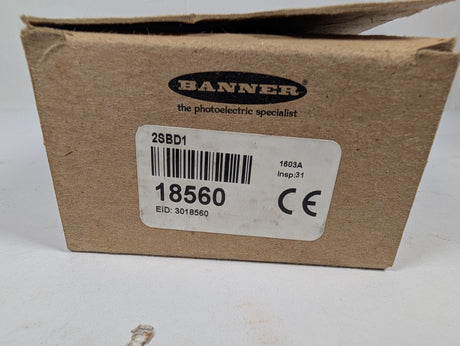 BANNER
the photoelectric specialist
2SBD1
1603A
Insp:31
18560
EiD: 3018560
CE